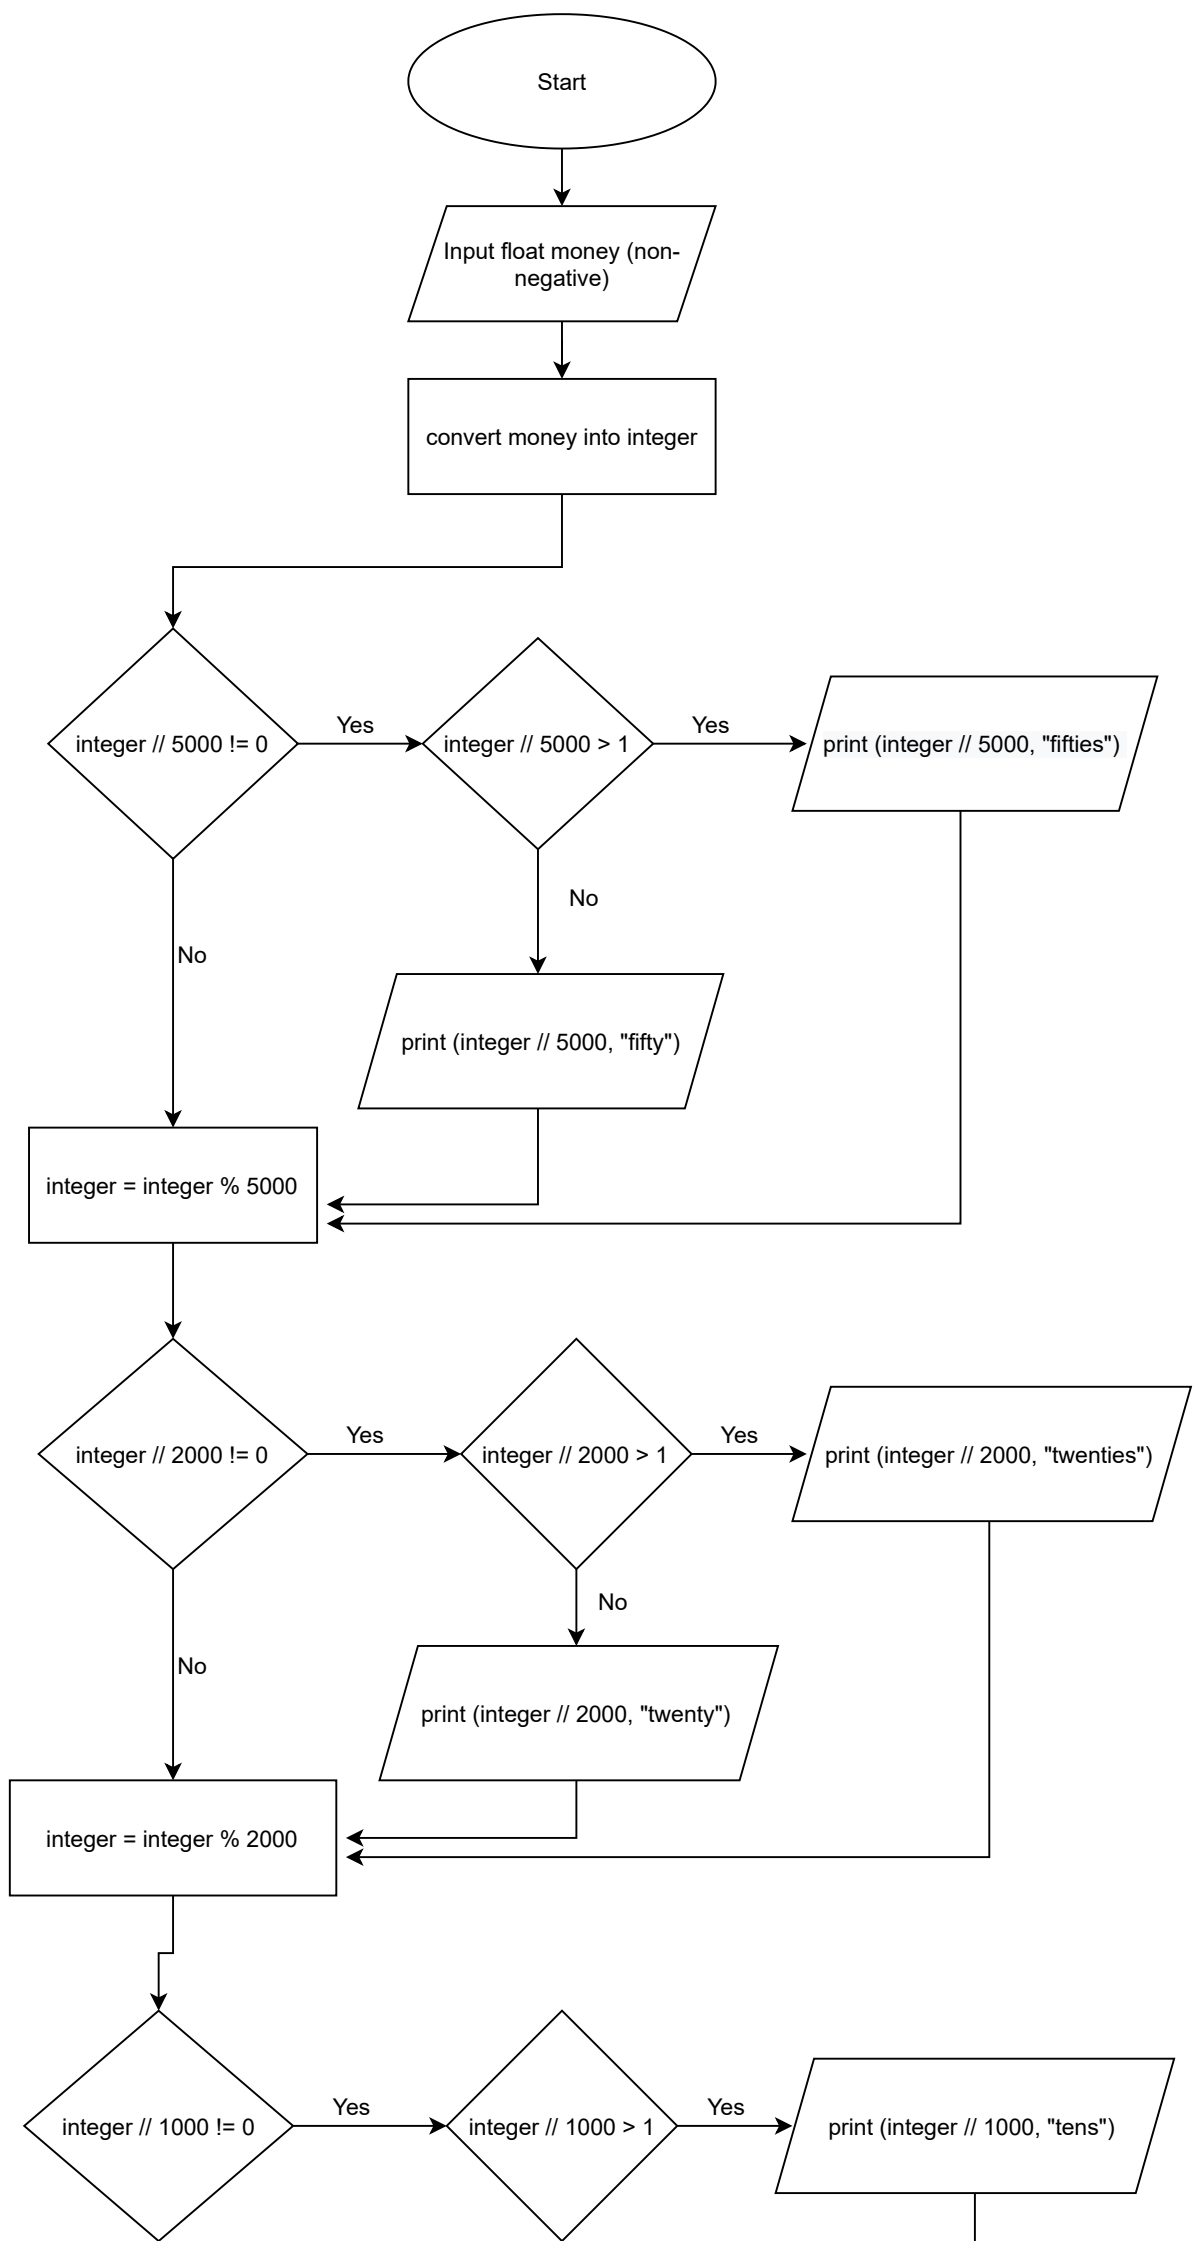 Start
Input float money (non-
negative)
convert money into integer
integer // 5000 != 0
Yes
integer // 5000 > 1
Yes
print (integer // 5000, "fifties")
No
No
print (integer // 5000, "fifty")
integer = integer % 5000
integer // 2000 != 0
Yes
integer // 2000 > 1
Yes
print (integer // 2000, "twenties")
No
No
print (integer // 2000, "twenty")
integer = integer % 2000
integer // 1000 != 0
Yes
integer // 1000 > 1
Yes
print (integer // 1000, "tens")